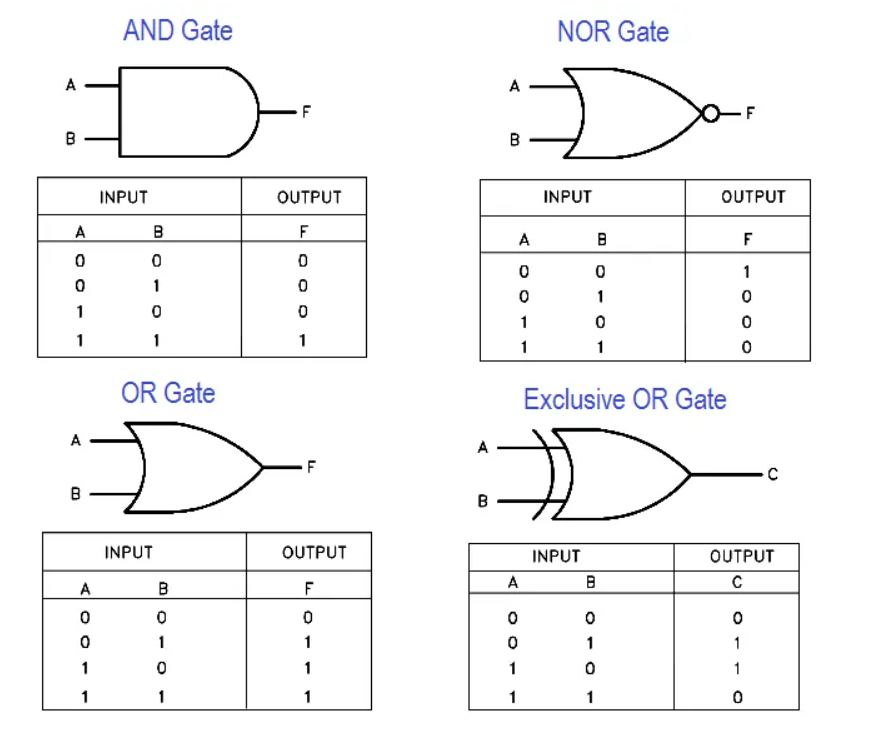 AND Gate
A
F
B
INPUT OUTPUT
A B F
0 0 0
0 1 0
1 0 0
1 1 1
NOR Gate
A
F
B
INPUT OUTPUT
A B F
0 0 1
0 1 0
1 0 0
1 1 0
OR Gate
A
F
B
INPUT OUTPUT
A B F
0 0 0
0 1 1
1 0 1
1 1 1
Exclusive OR Gate
A
C
B
INPUT OUTPUT
A B C
0 0 0
0 1 1
1 0 1
1 1 0